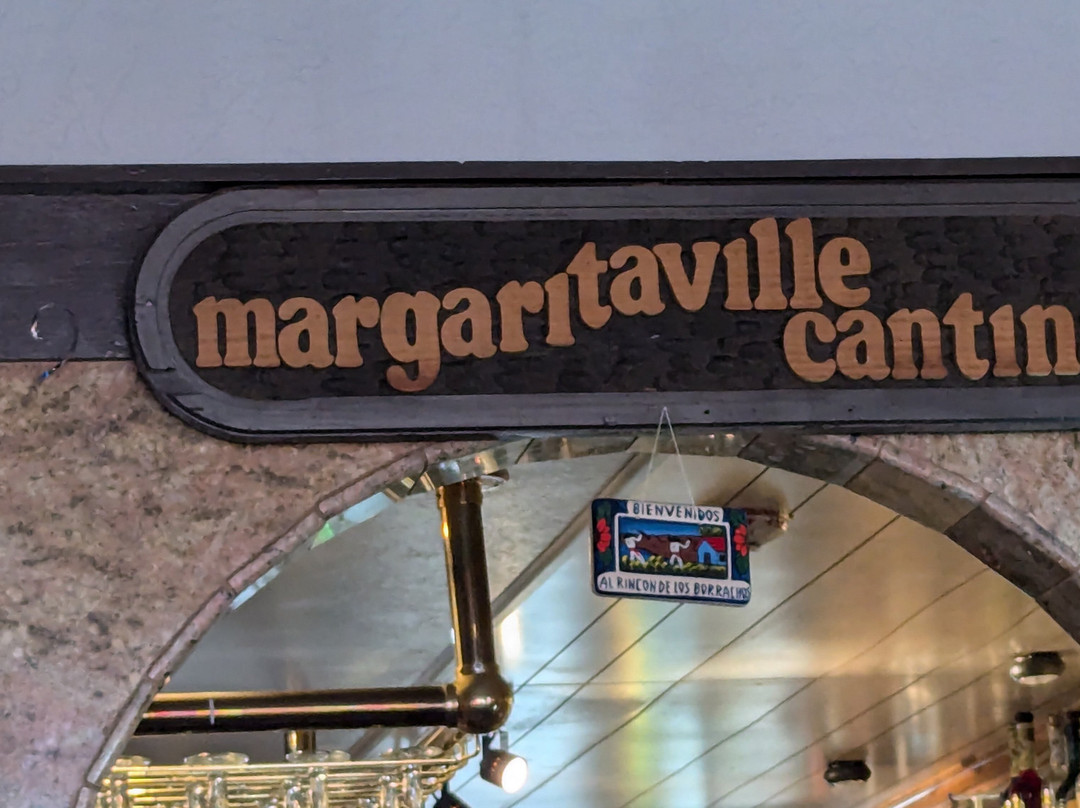 margaritaville
cantin
BIENVENIDOS
AL RINCON DE LOS BORRACHOS